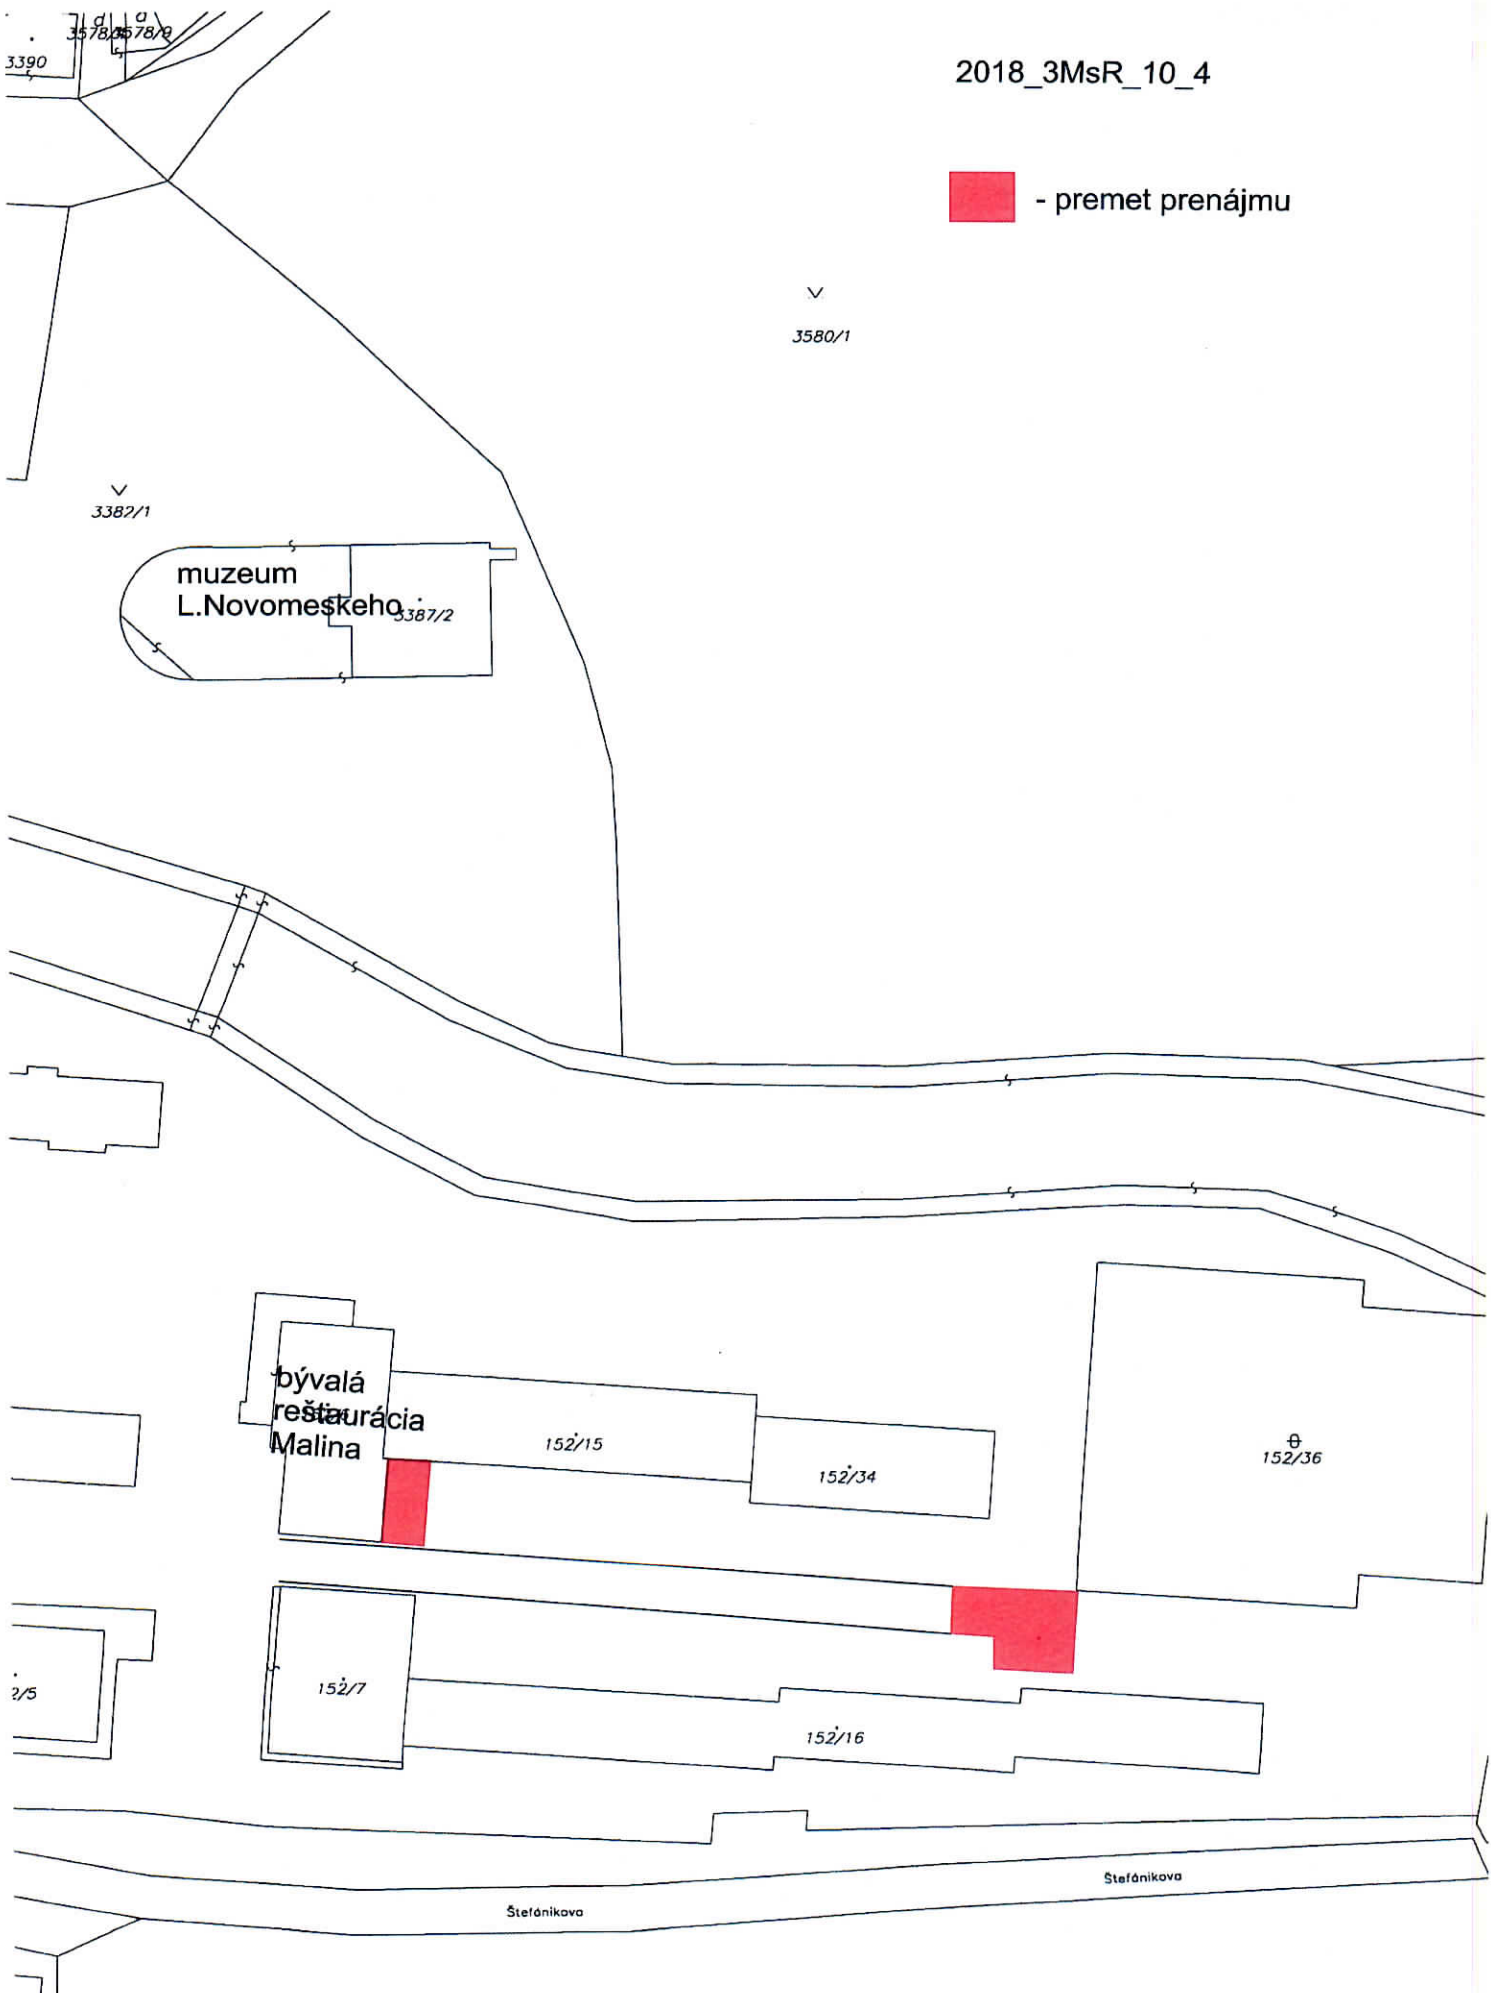 3578/9
3390
2018_3MsR_10_4
- premet prenájmu
3580/1
3382/1
muzeum
L.Novomeskeho
3387/2
bývalá
reštaurácia
Malina
152/15
152/34
152/36
2/5
152/7
152/16
Štefánikova
Štefánikova